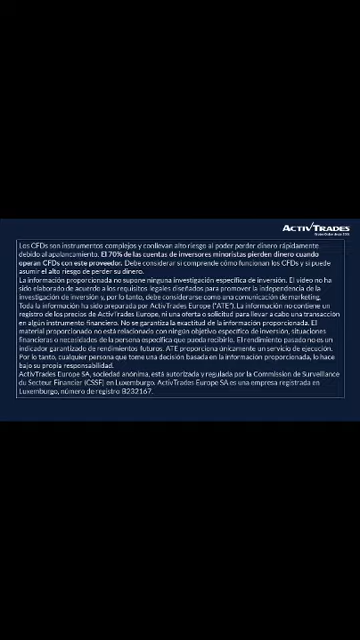 ACTIVTRADES
Los CFDs son instrumentos complejos y conllevan alto riesgo al poder perder dinero rápidamente
debido al apalancamiento. El 70% de las cuentas de inversores minoristas pierden dinero cuando
operan CFDs con este proveedor. Debe considerar si comprende cómo funcionan los CFDs y si puede
asumir el alto riesgo de perder su dinero.
La información proporcionada no supone ninguna investigación específica de inversión. El vídeo no ha
sido elaborado de acuerdo a los requisitos legales diseñados para promover la independencia de la
investigación de inversión y, por lo tanto, debe considerarse como una comunicación de marketing.
Toda la información ha sido preparada por ActivTrades Europe ("ATE"). La información no contiene un
registro de los precios de ActivTrades Europe, ni una oferta o solicitud para llevar a cabo una transacción
en algún instrumento financiero. No se garantiza la exactitud de la información proporcionada. El
material proporcionado no está relacionado con ningún objetivo específico de inversión, situaciones
financieras o necesidades de la persona específica que pueda recibirlo. El rendimiento pasado no es un
indicador garantizado de rendimientos futuros. ATE proporciona únicamente un servicio de ejecución.
Por lo tanto, cualquier persona que tome una decisión basada en la información proporcionada, lo hace
bajo su propia responsabilidad.
ActivTrades Europe SA, sociedad anónima, está autorizada y regulada por la Commission de Surveillance
du Secteur Financier (CSSF) en Luxemburgo. ActivTrades Europe SA es una empresa registrada en
Luxemburgo, número de registro B232167.